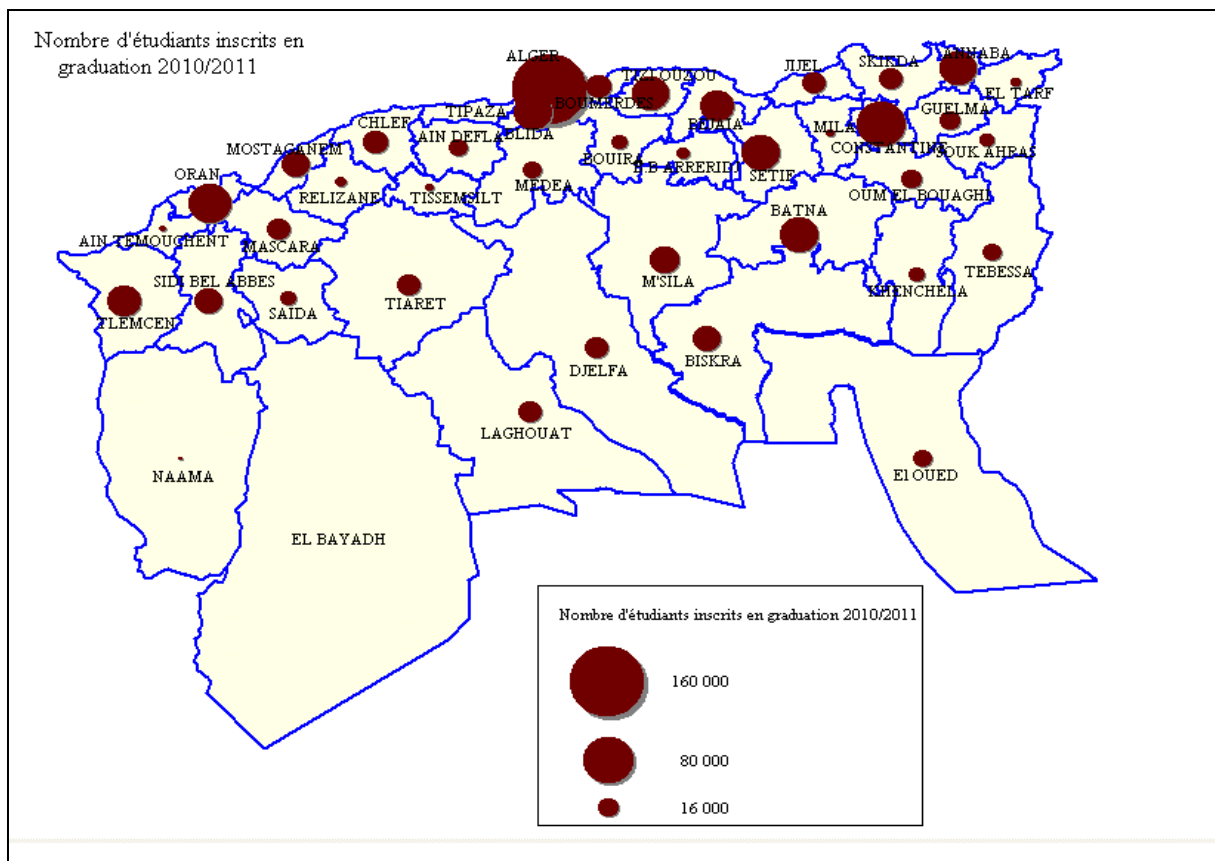 Nombre d'étudiants inscrits en
graduation 2010/2011
ALGER
TIZI OUZOU
BOUMERDES
JIJEL
SKIKDA
ANNABA
EL TARF
TIPAZA
BLIDA
BEJAIA
GUELMA
CHLEF
AIN DEFLA
MILA
CONSTANTINE
SOUK AHRAS
MOSTAGANEM
BOUIRA
B B ARRERIDJ
SETIF
ORAN
RELIZANE
TISSEMSILT
MEDEA
OUM EL BOUAGHI
AIN TEMOUCHENT
MASCARA
BATNA
TEBESSA
SIDI BEL ABBES
M'SILA
KHENCHELA
TLEMCEN
SAIDA
TIARET
DJELFA
BISKRA
LAGHOUAT
NAAMA
El OUED
EL BAYADH
Nombre d'étudiants inscrits en graduation 2010/2011
160 000
80 000
16 000